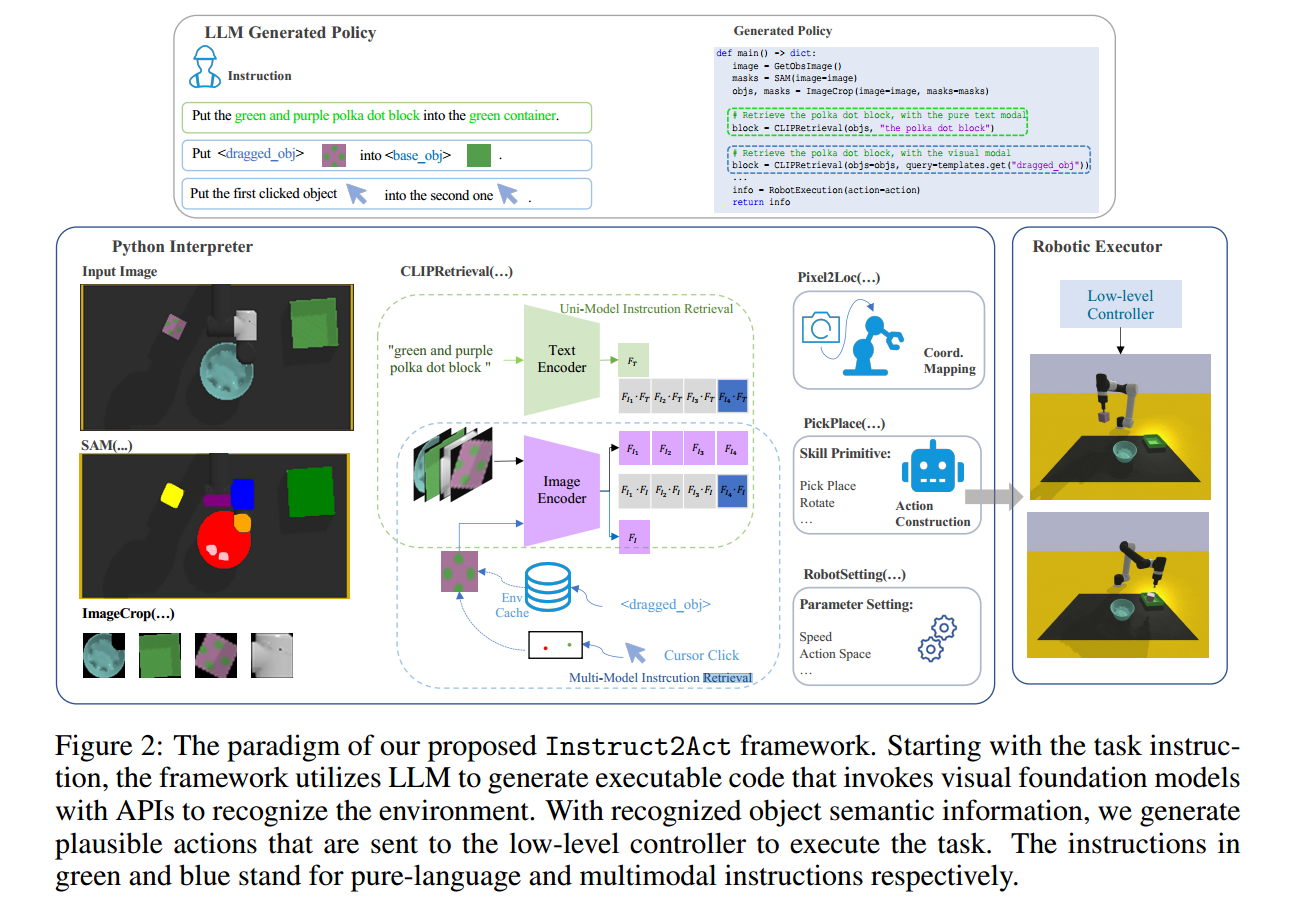 LLM Generated Policy
Instruction
Put the green and purple polka dot block into the green container.
Put <dragged_obj> into <base_obj> .
Put the first clicked object into the second one .
Generated Policy
def main() -> dict:
image = GetObsImage()
masks = SAM(image=image)
objs, masks = ImageCrop(image=image, masks=masks)
# Retrieve the polka dot block, with the pure text modal
block = CLIPRetrieval(objs, "the polka dot block")
# Retrieve the polka dot block, with the visual modal
block = CLIPRetrieval(objs=objs, query=templates.get("dragged_obj"))
...
info = RobotExecution(action=action)
return info
Python Interpreter
Input Image
SAM(...)
ImageCrop(…)
CLIPRetrieval(…)
Uni-Model Instrcution Retrieval
"green and purple
polka dot block "
Text
Encoder
F_T
F_{I_1}·F_T F_{I_2}·F_T F_{I_3}·F_T F_{I_4}·F_T
Image
Encoder
F_{I_1} F_{I_2} F_{I_3} F_{I_4}
F_{I_1}·F_I F_{I_2}·F_I F_{I_3}·F_I F_{I_4}·F_I
F_I
Env
Cache
<dragged_obj>
Cursor Click
Multi-Model Instrcution Retrieval
Pixel2Loc(…)
Coord.
Mapping
PickPlace(…)
Skill Primitive:
Pick Place
Rotate
…
Action
Construction
RobotSetting(…)
Parameter Setting:
Speed
Action Space
…
Robotic Executor
Low-level
Controller
Figure 2: The paradigm of our proposed Instruct2Act framework. Starting with the task instruc-
tion, the framework utilizes LLM to generate executable code that invokes visual foundation models
with APIs to recognize the environment. With recognized object semantic information, we generate
plausible actions that are sent to the low-level controller to execute the task. The instructions in
green and blue stand for pure-language and multimodal instructions respectively.